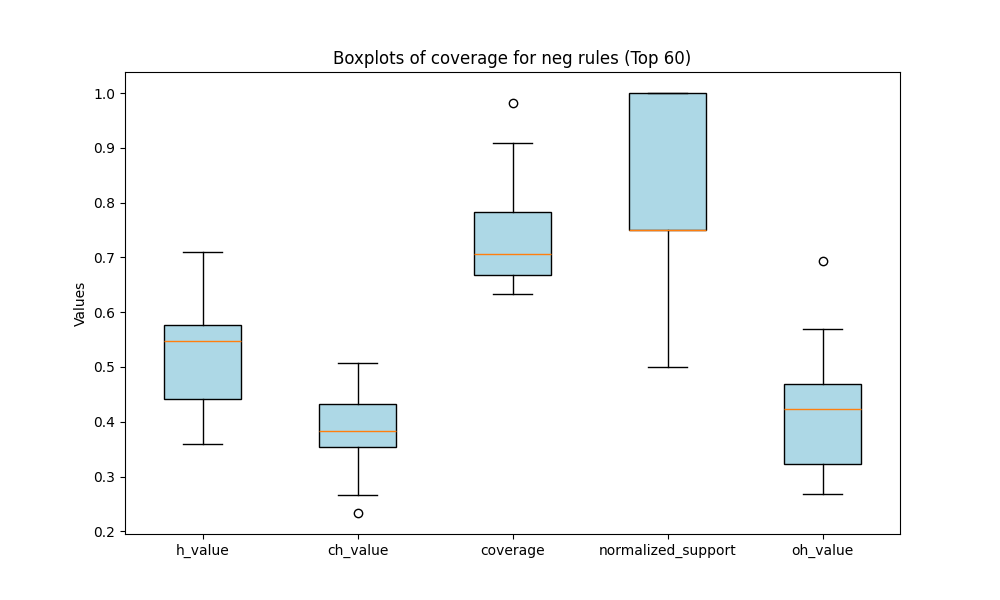 Boxplots of coverage for neg rules (Top 60)
Values
1.0
0.9
0.8
0.7
0.6
0.5
0.4
0.3
0.2
h_value
ch_value
coverage
normalized_support
oh_value